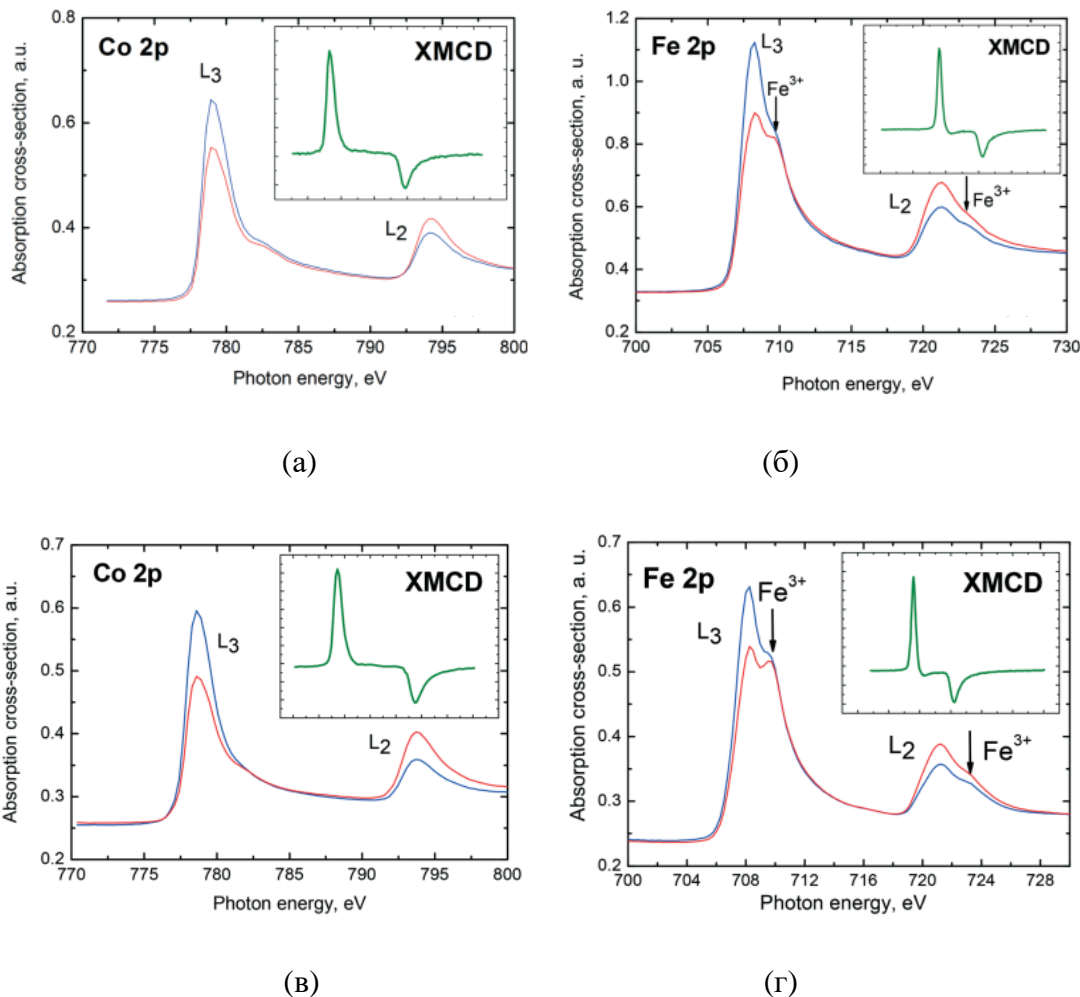 Co 2p
XMCD
L3
L2
Absorption cross-section, a.u.
0.8
0.6
0.4
0.2
770 775 780 785 790 795 800
Photon energy, eV
(а)
Fe 2p
XMCD
L3
Fe3+
L2
Fe3+
Absorption cross-section, a. u.
1.2
1.0
0.8
0.6
0.4
0.2
700 705 710 715 720 725 730
Photon energy, eV
(б)
Co 2p
XMCD
L3
L2
Absorption cross-section, a.u.
0.7
0.6
0.5
0.4
0.3
0.2
770 775 780 785 790 795 800
Photon energy, eV
(в)
Fe 2p
XMCD
Fe3+
L3
L2
Fe3+
Absorption cross-section, a. u.
0.7
0.6
0.5
0.4
0.3
0.2
700 704 708 712 716 720 724 728
Photon energy, eV
(г)